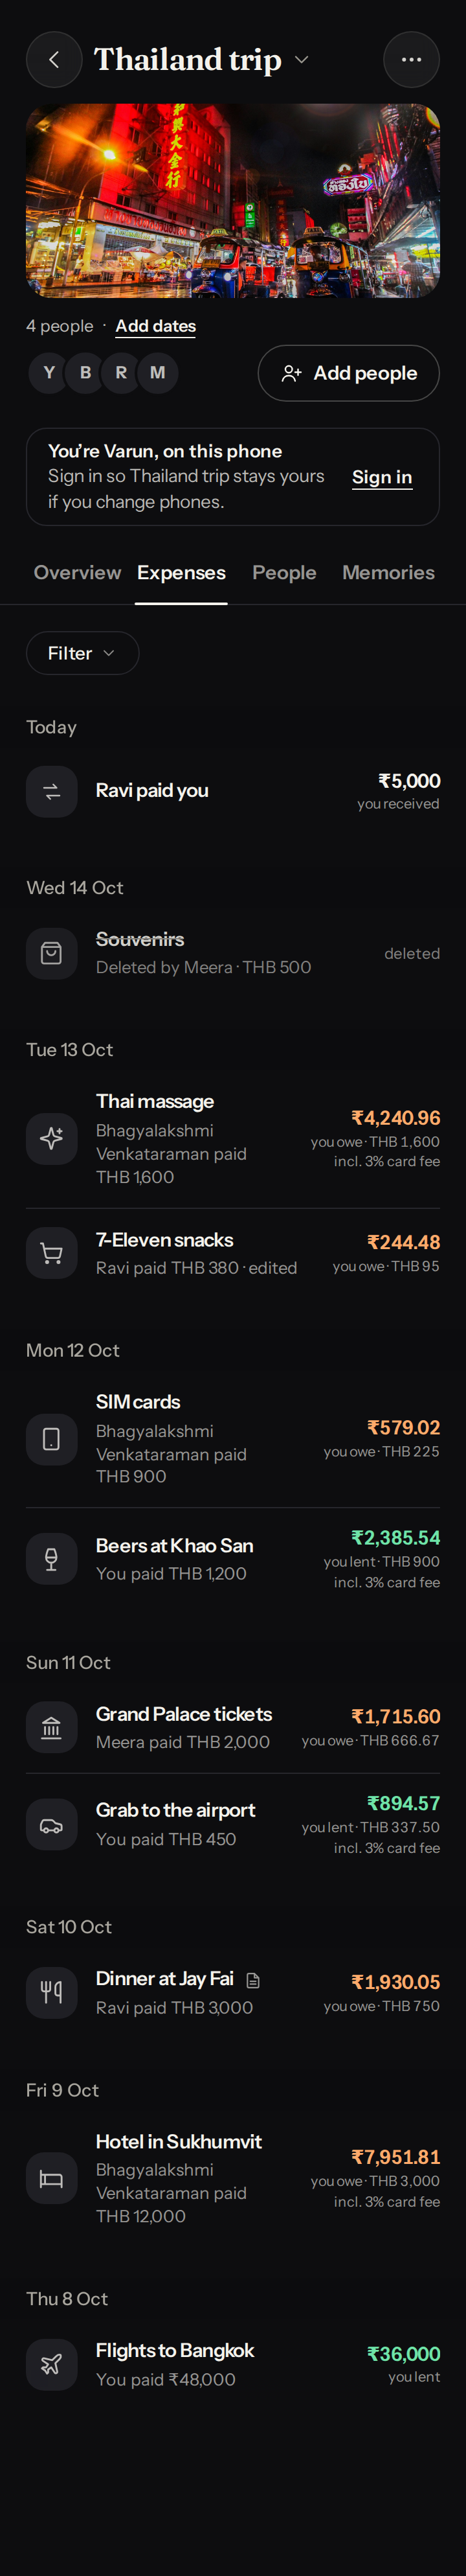 Thailand trip
和興大金行
ทองใบ
4 people · Add dates
Y B R M
Add people
You’re Varun, on this phone
Sign in so Thailand trip stays yours
if you change phones.
Sign in
Overview Expenses People Memories
Filter
Today
Ravi paid you
₹5,000
you received
Wed 14 Oct
Souvenirs
Deleted by Meera · THB 500
deleted
Tue 13 Oct
Thai massage
Bhagyalakshmi
Venkataraman paid
THB 1,600
₹4,240.96
you owe · THB 1,600
incl. 3% card fee
7-Eleven snacks
Ravi paid THB 380 · edited
₹244.48
you owe · THB 95
Mon 12 Oct
SIM cards
Bhagyalakshmi
Venkataraman paid
THB 900
₹579.02
you owe · THB 225
Beers at Khao San
You paid THB 1,200
₹2,385.54
you lent · THB 900
incl. 3% card fee
Sun 11 Oct
Grand Palace tickets
Meera paid THB 2,000
₹1,715.60
you owe · THB 666.67
Grab to the airport
You paid THB 450
₹894.57
you lent · THB 337.50
incl. 3% card fee
Sat 10 Oct
Dinner at Jay Fai
Ravi paid THB 3,000
₹1,930.05
you owe · THB 750
Fri 9 Oct
Hotel in Sukhumvit
Bhagyalakshmi
Venkataraman paid
THB 12,000
₹7,951.81
you owe · THB 3,000
incl. 3% card fee
Thu 8 Oct
Flights to Bangkok
You paid ₹48,000
₹36,000
you lent